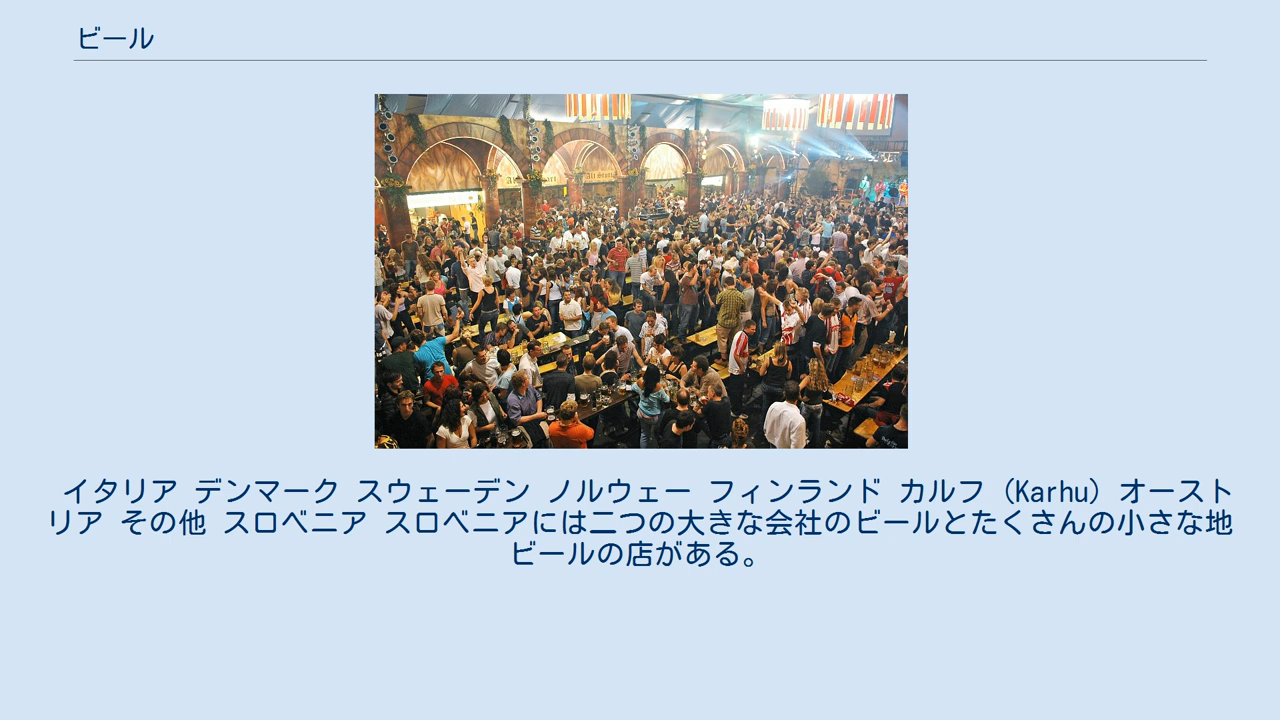 ビール
イタリア デンマーク スウェーデン ノルウェー フィンランド カルフ (Karhu) オースト
リア その他 スロベニア スロベニアには二つの大きな会社のビールとたくさんの小さな地
ビールの店がある。